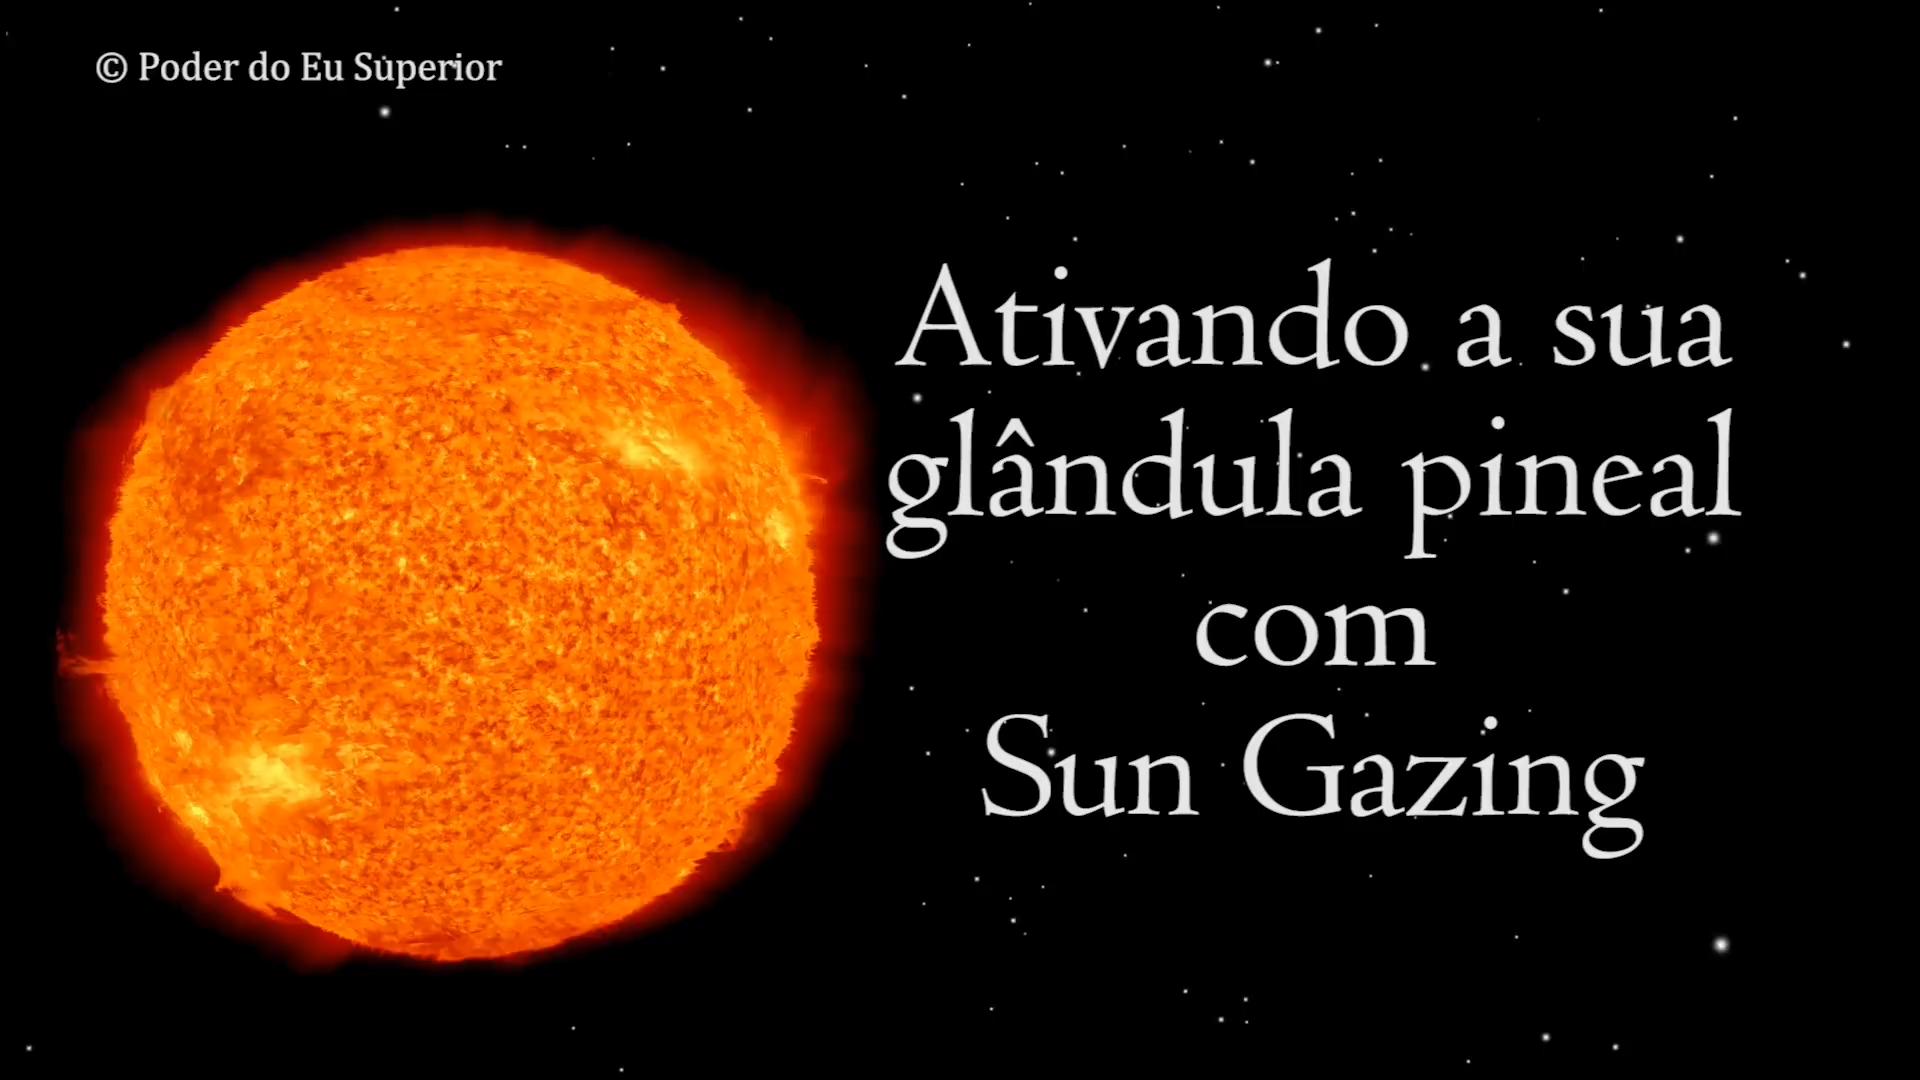 © Poder do Eu Superior
Ativando a sua
glândula pineal
com
Sun Gazing